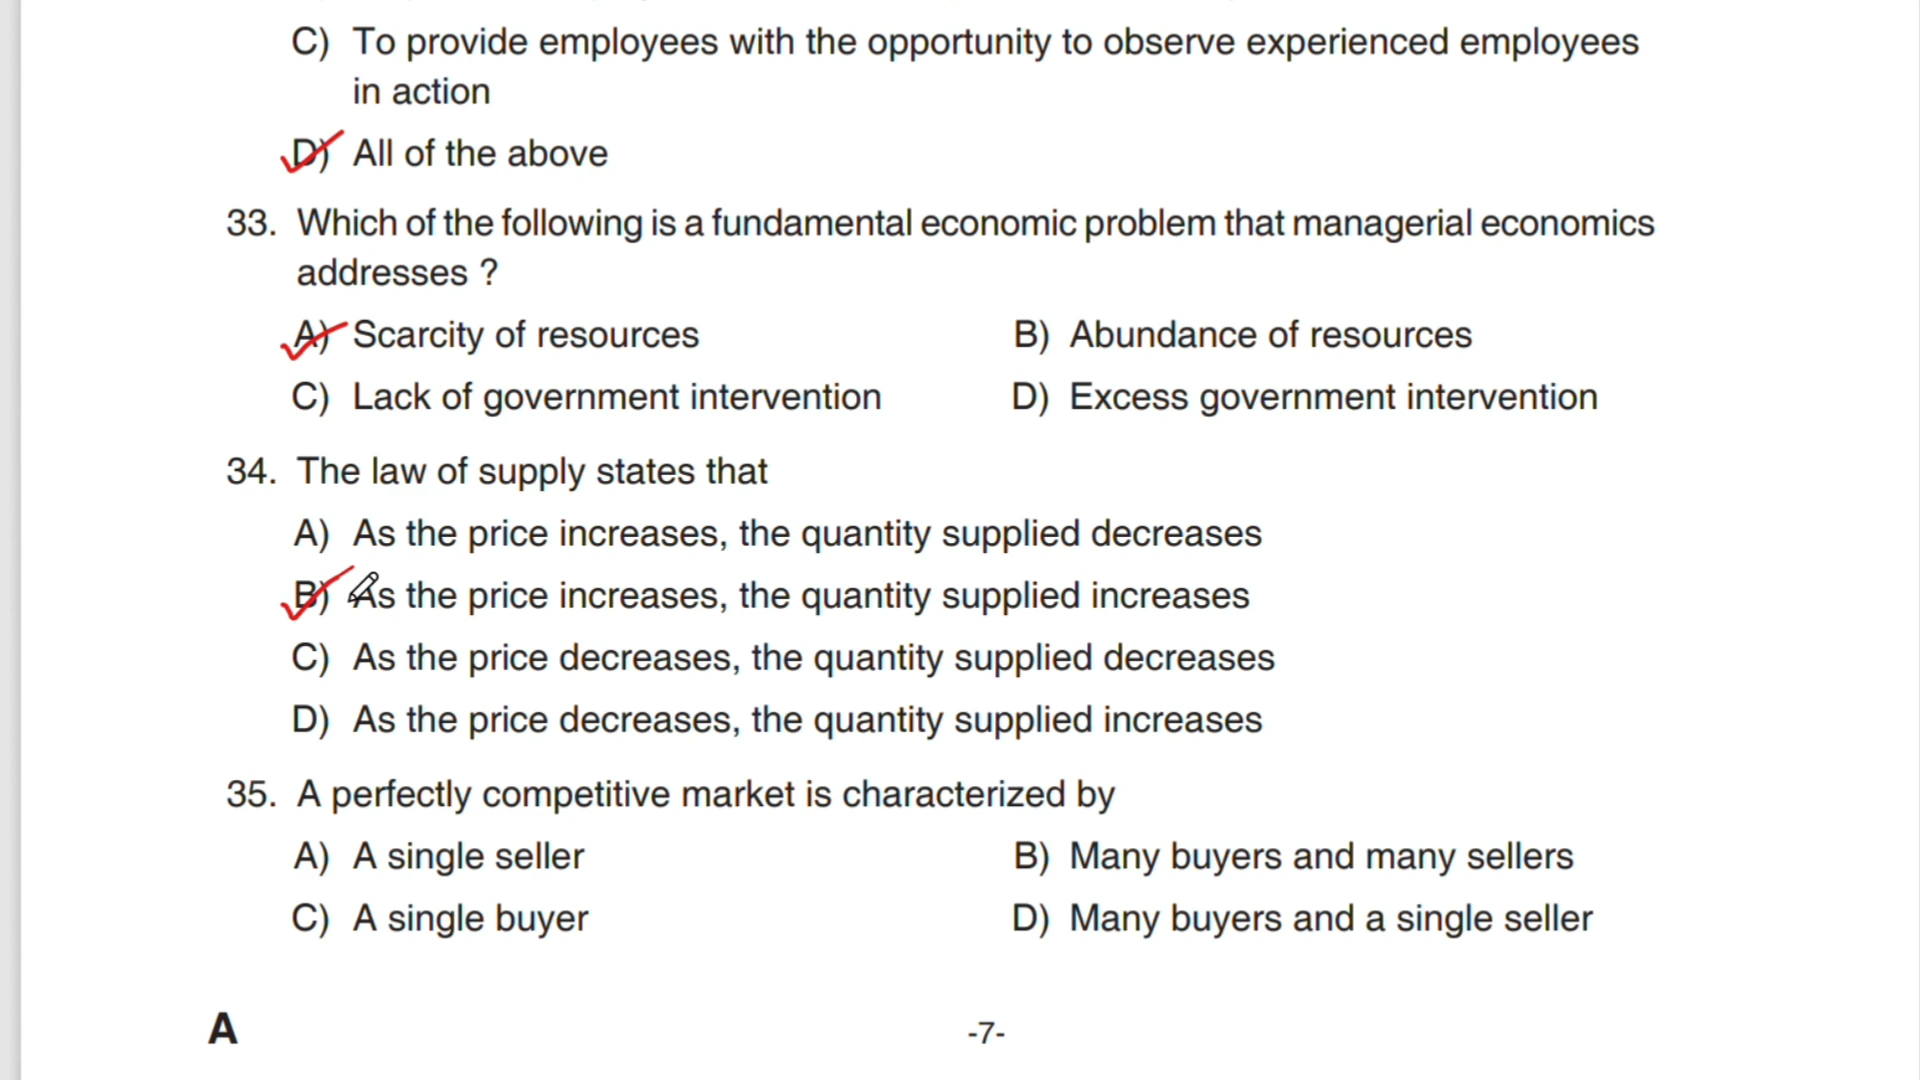 C) To provide employees with the opportunity to observe experienced employees
in action
D) All of the above
33. Which of the following is a fundamental economic problem that managerial economics
addresses ?
A) Scarcity of resources B) Abundance of resources
C) Lack of government intervention D) Excess government intervention
34. The law of supply states that
A) As the price increases, the quantity supplied decreases
B) As the price increases, the quantity supplied increases
C) As the price decreases, the quantity supplied decreases
D) As the price decreases, the quantity supplied increases
35. A perfectly competitive market is characterized by
A) A single seller B) Many buyers and many sellers
C) A single buyer D) Many buyers and a single seller
A -7-